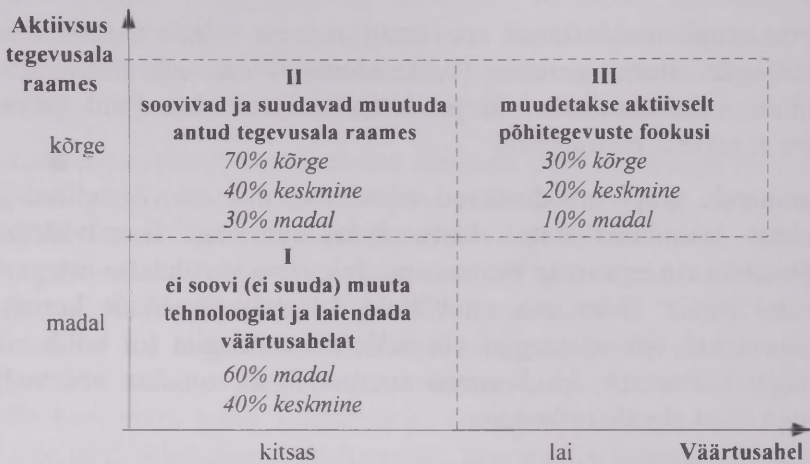 Aktiivsus
tegevusala
raames
kõrge
madal
II
soovivad ja suudavad muutuda
antud tegevusala raames
70% kõrge
40% keskmine
30% madal
III
muudetakse aktiivselt
põhitegevuste fookusi
30% kõrge
20% keskmine
10% madal
I
ei soovi (ei suuda) muuta
tehnoloogiat ja laiendada
väärtusahelat
60% madal
40% keskmine
kitsas
lai
Väärtusahel